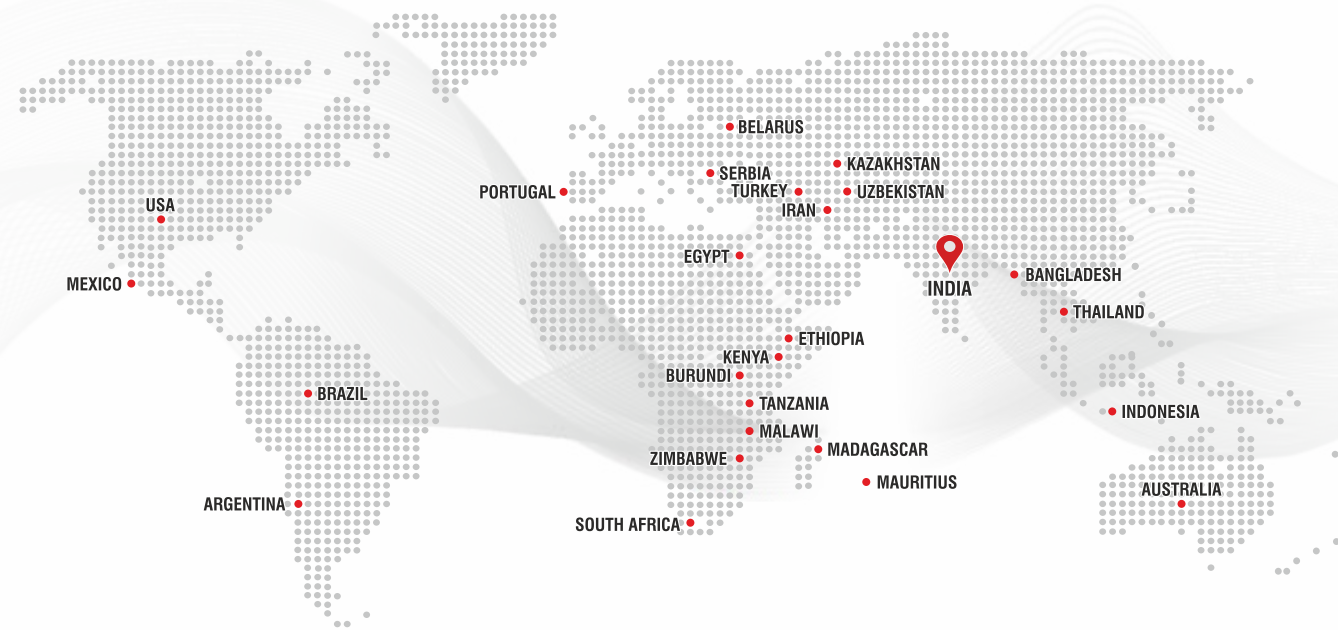 BELARUS
KAZAKHSTAN
SERBIA
PORTUGAL
TURKEY
UZBEKISTAN
USA
IRAN
EGYPT
MEXICO
BANGLADESH
INDIA
THAILAND
ETHIOPIA
KENYA
BURUNDI
BRAZIL
TANZANIA
INDONESIA
MALAWI
MADAGASCAR
ZIMBABWE
MAURITIUS
AUSTRALIA
ARGENTINA
SOUTH AFRICA